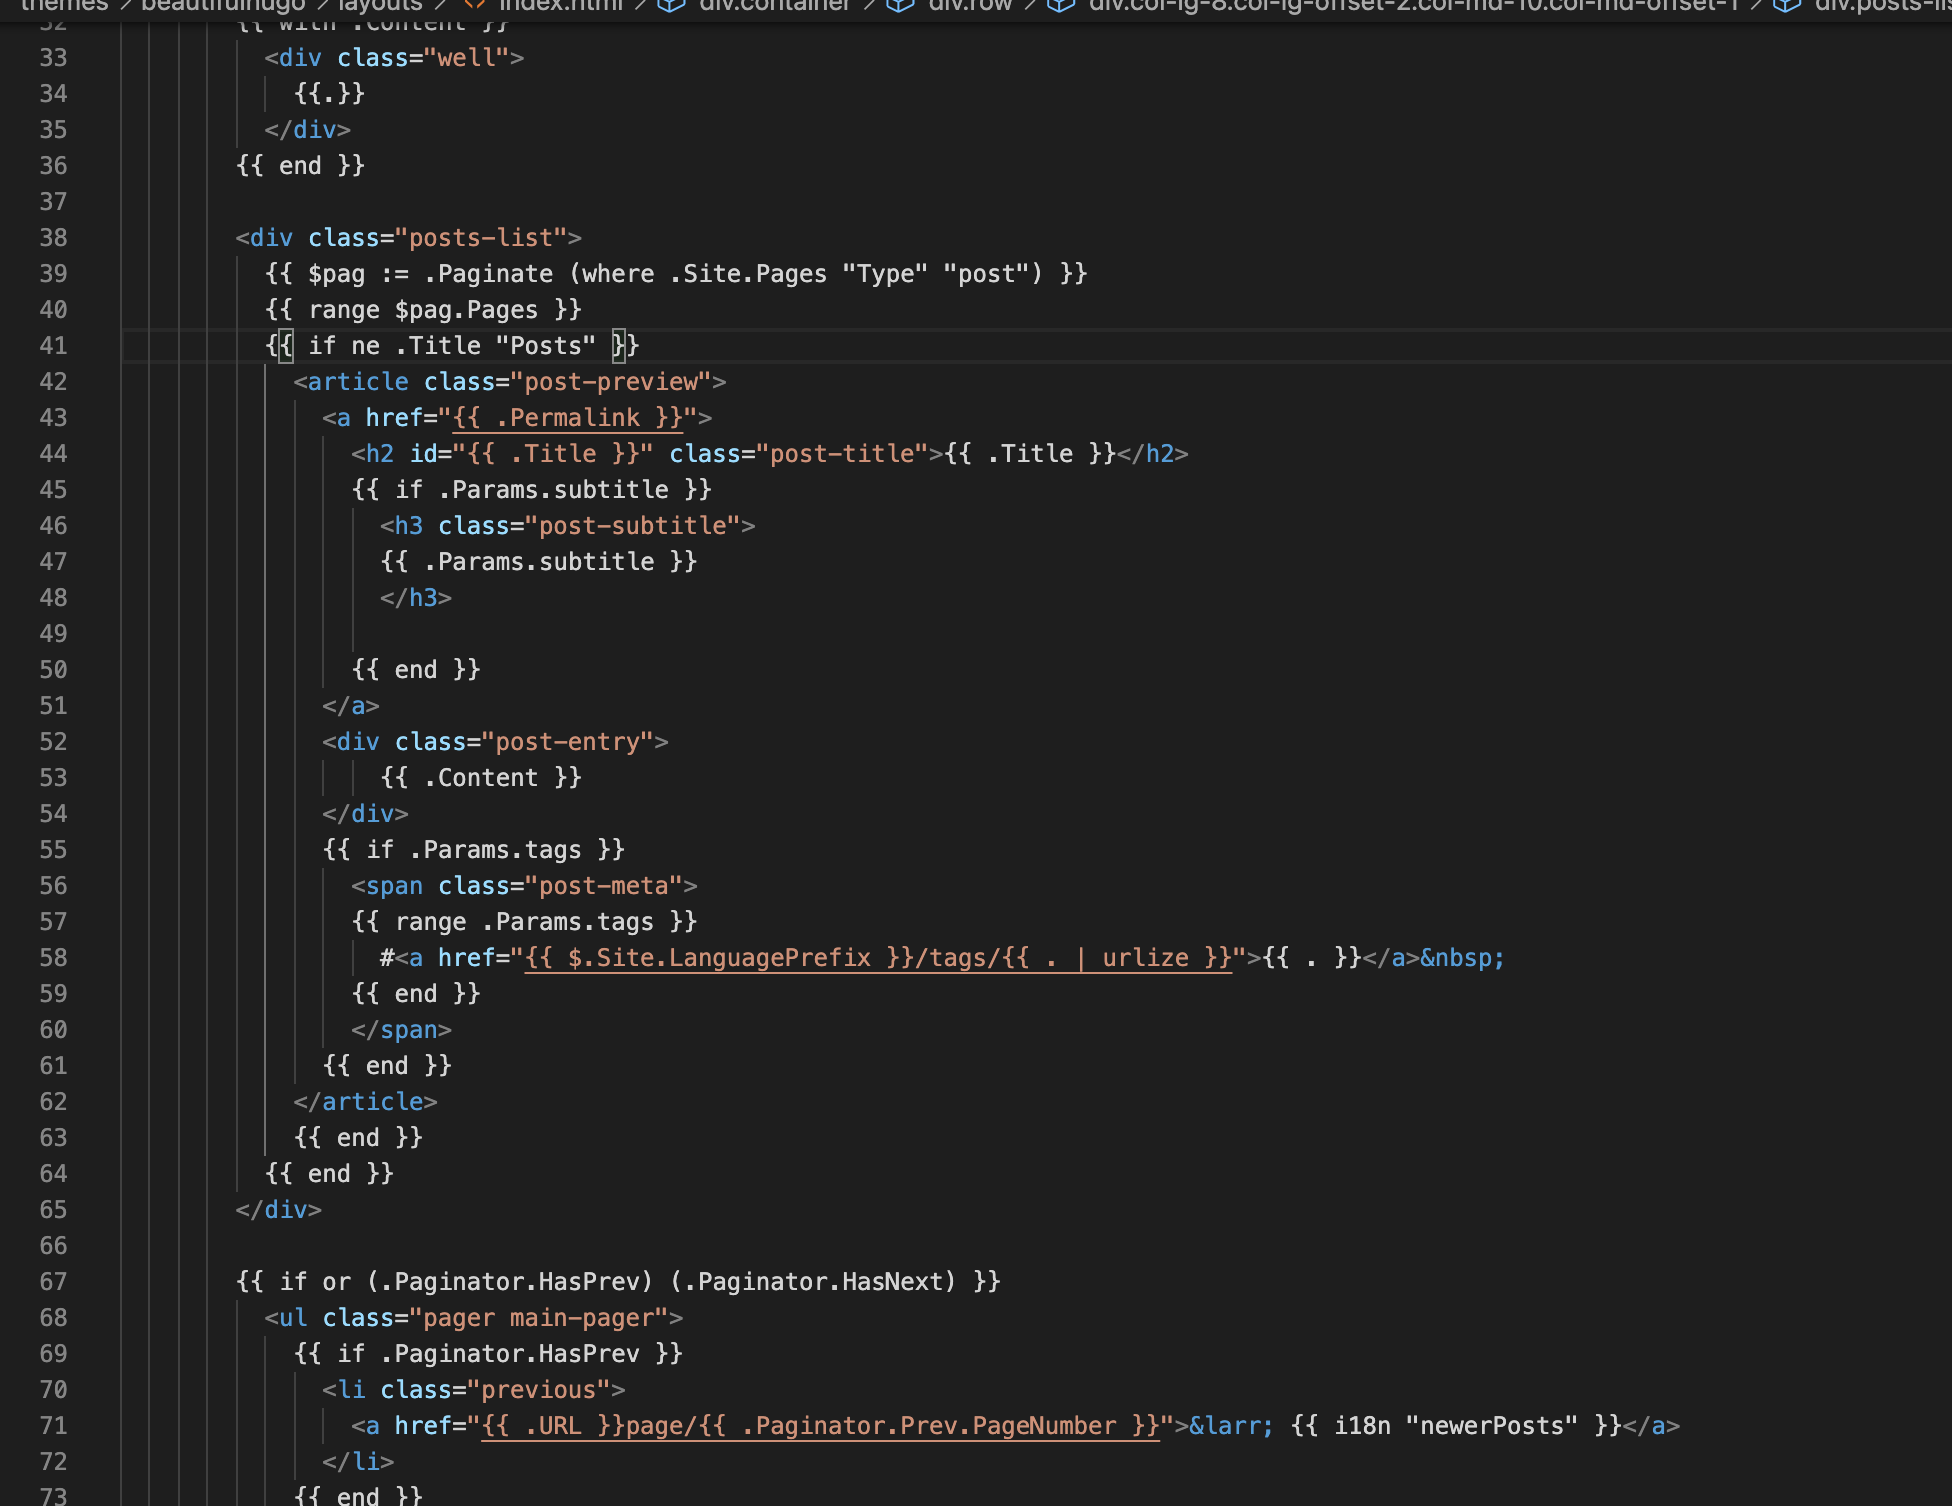 themes > beautifulhugo > layouts > <> index.html > div.container > div.row > div.col-lg-8.col-lg-offset-2.col-md-10.col-md-offset-1 > div.posts-lis
32 {{ with .Content }}
33 <div class="well">
34 {{.}}
35 </div>
36 {{ end }}
37
38 <div class="posts-list">
39 {{ $pag := .Paginate (where .Site.Pages "Type" "post") }}
40 {{ range $pag.Pages }}
41 {{ if ne .Title "Posts" }}
42 <article class="post-preview">
43 <a href="{{ .Permalink }}">
44 <h2 id="{{ .Title }}" class="post-title">{{ .Title }}</h2>
45 {{ if .Params.subtitle }}
46 <h3 class="post-subtitle">
47 {{ .Params.subtitle }}
48 </h3>
49
50 {{ end }}
51 </a>
52 <div class="post-entry">
53 {{ .Content }}
54 </div>
55 {{ if .Params.tags }}
56 <span class="post-meta">
57 {{ range .Params.tags }}
58 #<a href="{{ $.Site.LanguagePrefix }}/tags/{{ . | urlize }}">{{ . }}</a>&nbsp;
59 {{ end }}
60 </span>
61 {{ end }}
62 </article>
63 {{ end }}
64 {{ end }}
65 </div>
66
67 {{ if or (.Paginator.HasPrev) (.Paginator.HasNext) }}
68 <ul class="pager main-pager">
69 {{ if .Paginator.HasPrev }}
70 <li class="previous">
71 <a href="{{ .URL }}page/{{ .Paginator.Prev.PageNumber }}">&larr; {{ i18n "newerPosts" }}</a>
72 </li>
73 {{ end }}